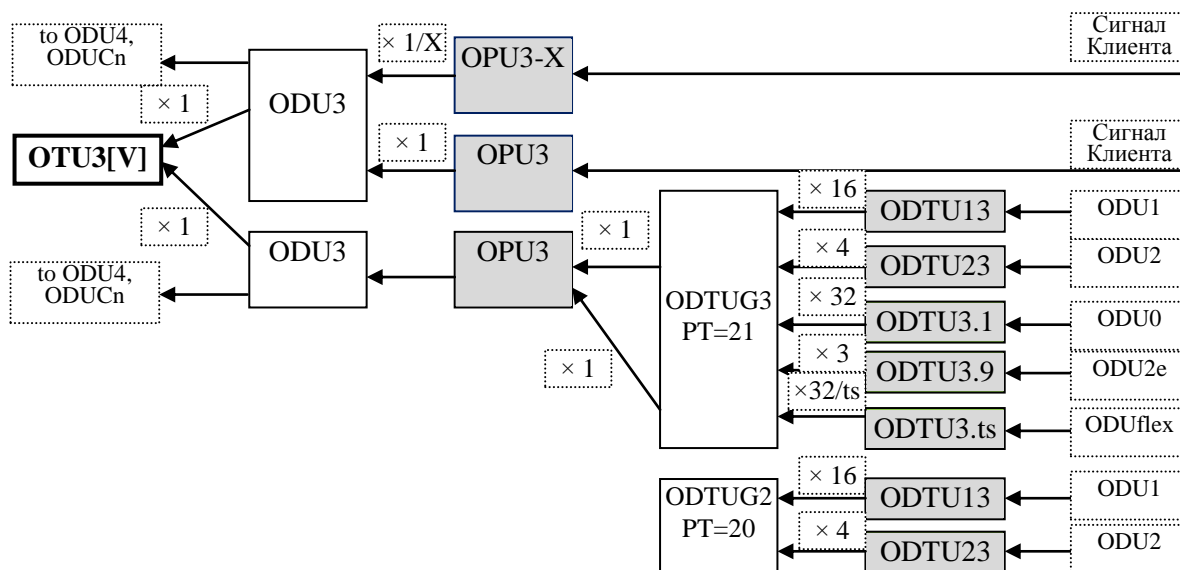 to ODU4,
ODUCn
× 1
OTU3[V]
× 1
to ODU4,
ODUCn
ODU3
ODU3
× 1/X
× 1
OPU3-X
OPU3
OPU3
× 1
× 1
ODTUG3
PT=21
ODTUG2
PT=20
× 16
× 4
× 32
× 3
×32/ts
× 16
× 4
ODTU13
ODTU23
ODTU3.1
ODTU3.9
ODTU3.ts
ODTU13
ODTU23
Сигнал
Клиента
Сигнал
Клиента
ODU1
ODU2
ODU0
ODU2e
ODUflex
ODU1
ODU2